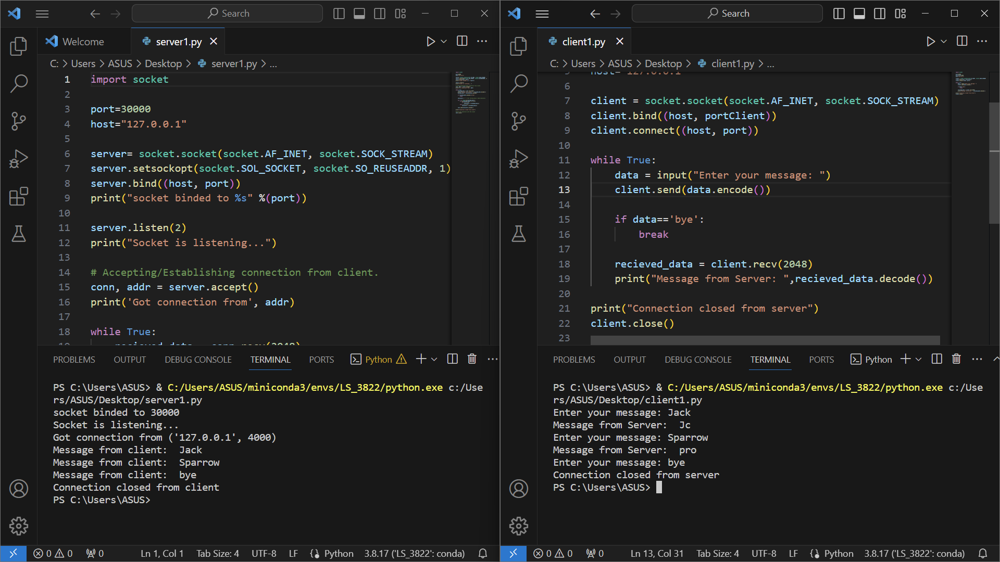 Search
Welcome
server1.py
C: > Users > ASUS > Desktop > server1.py > ...
1 import socket
2
3 port=30000
4 host="127.0.0.1"
5
6 server= socket.socket(socket.AF_INET, socket.SOCK_STREAM)
7 server.setsockopt(socket.SOL_SOCKET, socket.SO_REUSEADDR, 1)
8 server.bind((host, port))
9 print("socket binded to %s" %(port))
10
11 server.listen(2)
12 print("Socket is listening...")
13
14 # Accepting/Establishing connection from client.
15 conn, addr = server.accept()
16 print('Got connection from', addr)
17
18 while True:
PROBLEMS OUTPUT DEBUG CONSOLE TERMINAL PORTS Python
PS C:\Users\ASUS> & C:/Users/ASUS/miniconda3/envs/LS_3822/python.exe c:/Use
rs/ASUS/Desktop/server1.py
socket binded to 30000
Socket is listening...
Got connection from ('127.0.0.1', 4000)
Message from client:  Jack
Message from client:  Sparrow
Message from client:  bye
Connection closed from client
PS C:\Users\ASUS>
0 0 0 Ln 1, Col 1 Tab Size: 4 UTF-8 LF Python 3.8.17 ('LS_3822': conda)
Search
client1.py
C: > Users > ASUS > Desktop > client1.py > ...
5 host="127.0.0.1"
6
7 client = socket.socket(socket.AF_INET, socket.SOCK_STREAM)
8 client.bind((host, portClient))
9 client.connect((host, port))
10
11 while True:
12 data = input("Enter your message: ")
13 client.send(data.encode())
14
15 if data=='bye':
16 break
17
18 recieved_data = client.recv(2048)
19 print("Message from Server: ",recieved_data.decode())
20
21 print("Connection closed from server")
22 client.close()
23
PROBLEMS OUTPUT DEBUG CONSOLE TERMINAL PORTS Python
PS C:\Users\ASUS> & C:/Users/ASUS/miniconda3/envs/LS_3822/python.exe c:/Use
rs/ASUS/Desktop/client1.py
Enter your message: Jack
Message from Server:  Jc
Enter your message: Sparrow
Message from Server:  pro
Enter your message: bye
Connection closed from server
PS C:\Users\ASUS>
0 0 0 Ln 13, Col 31 Tab Size: 4 UTF-8 LF Python 3.8.17 ('LS_3822': conda)